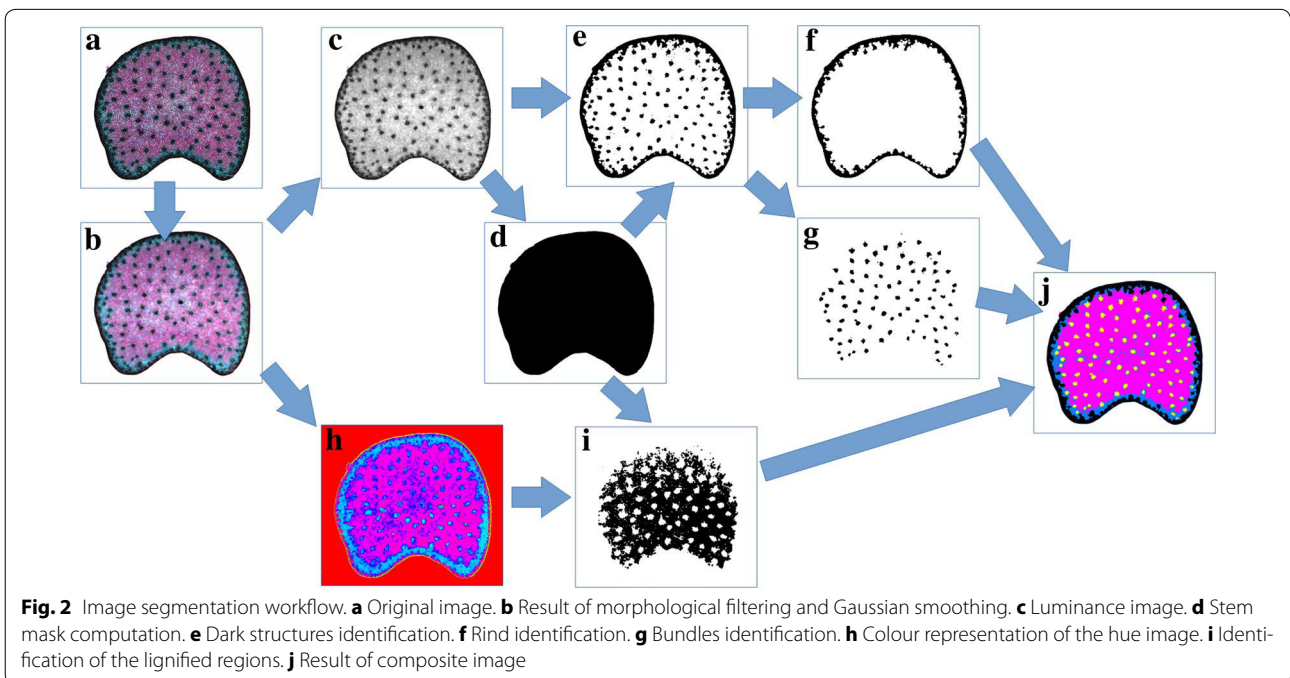 a
c
e
f
b
d
g
j
h
i
Fig. 2 Image segmentation workflow. a Original image. b Result of morphological filtering and Gaussian smoothing. c Luminance image. d Stem
mask computation. e Dark structures identification. f Rind identification. g Bundles identification. h Colour representation of the hue image. i Identi-
fication of the lignified regions. j Result of composite image